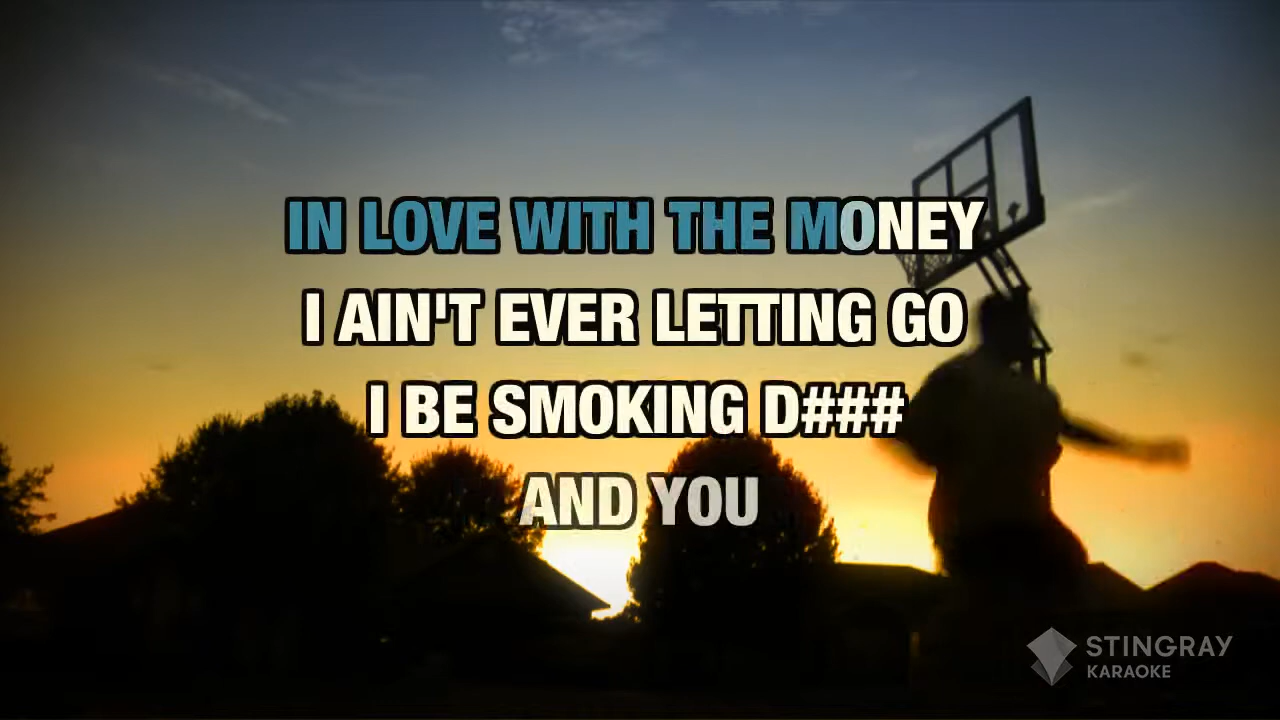 IN LOVE WITH THE MONEY
I AIN'T EVER LETTING GO
I BE SMOKING D###
AND YOU
STINGRAY
KARAOKE